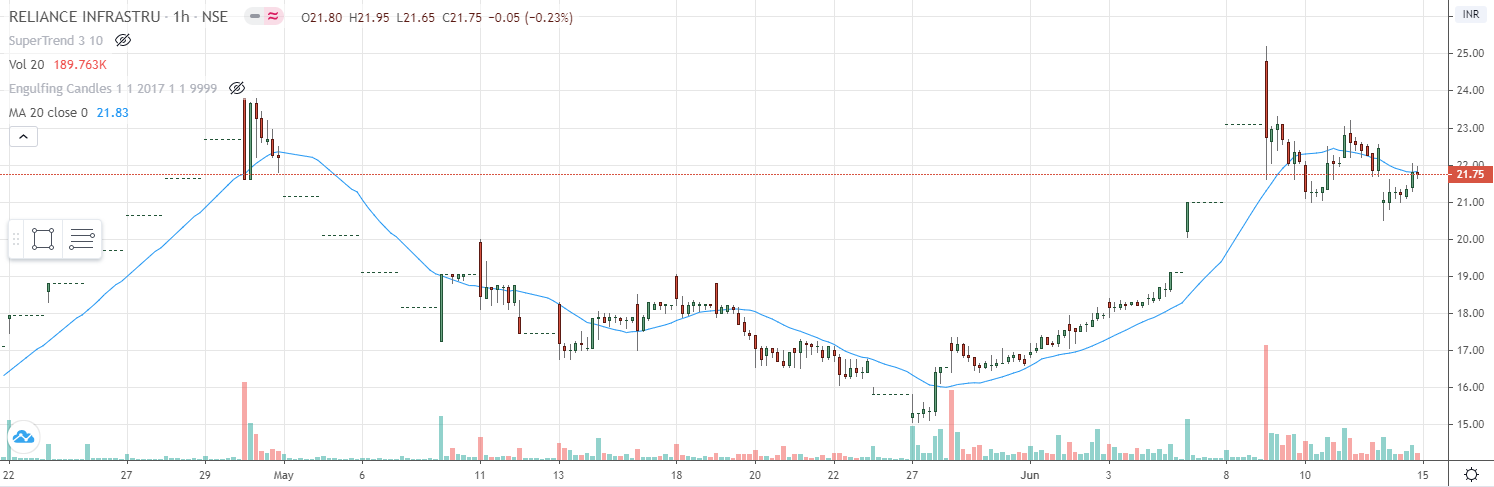 RELIANCE INFRASTRU · 1h · NSE O21.80 H21.95 L21.65 C21.75 −0.05 (−0.23%)
INR
SuperTrend 3 10
Vol 20 189.763K
Engulfing Candles 1 1 2017 1 1 9999
MA 20 close 0 21.83
25.00
24.00
23.00
22.00
21.75
21.00
20.00
19.00
18.00
17.00
16.00
15.00
22 27 29 May 6 11 13 18 20 22 27 Jun 3 8 10 15